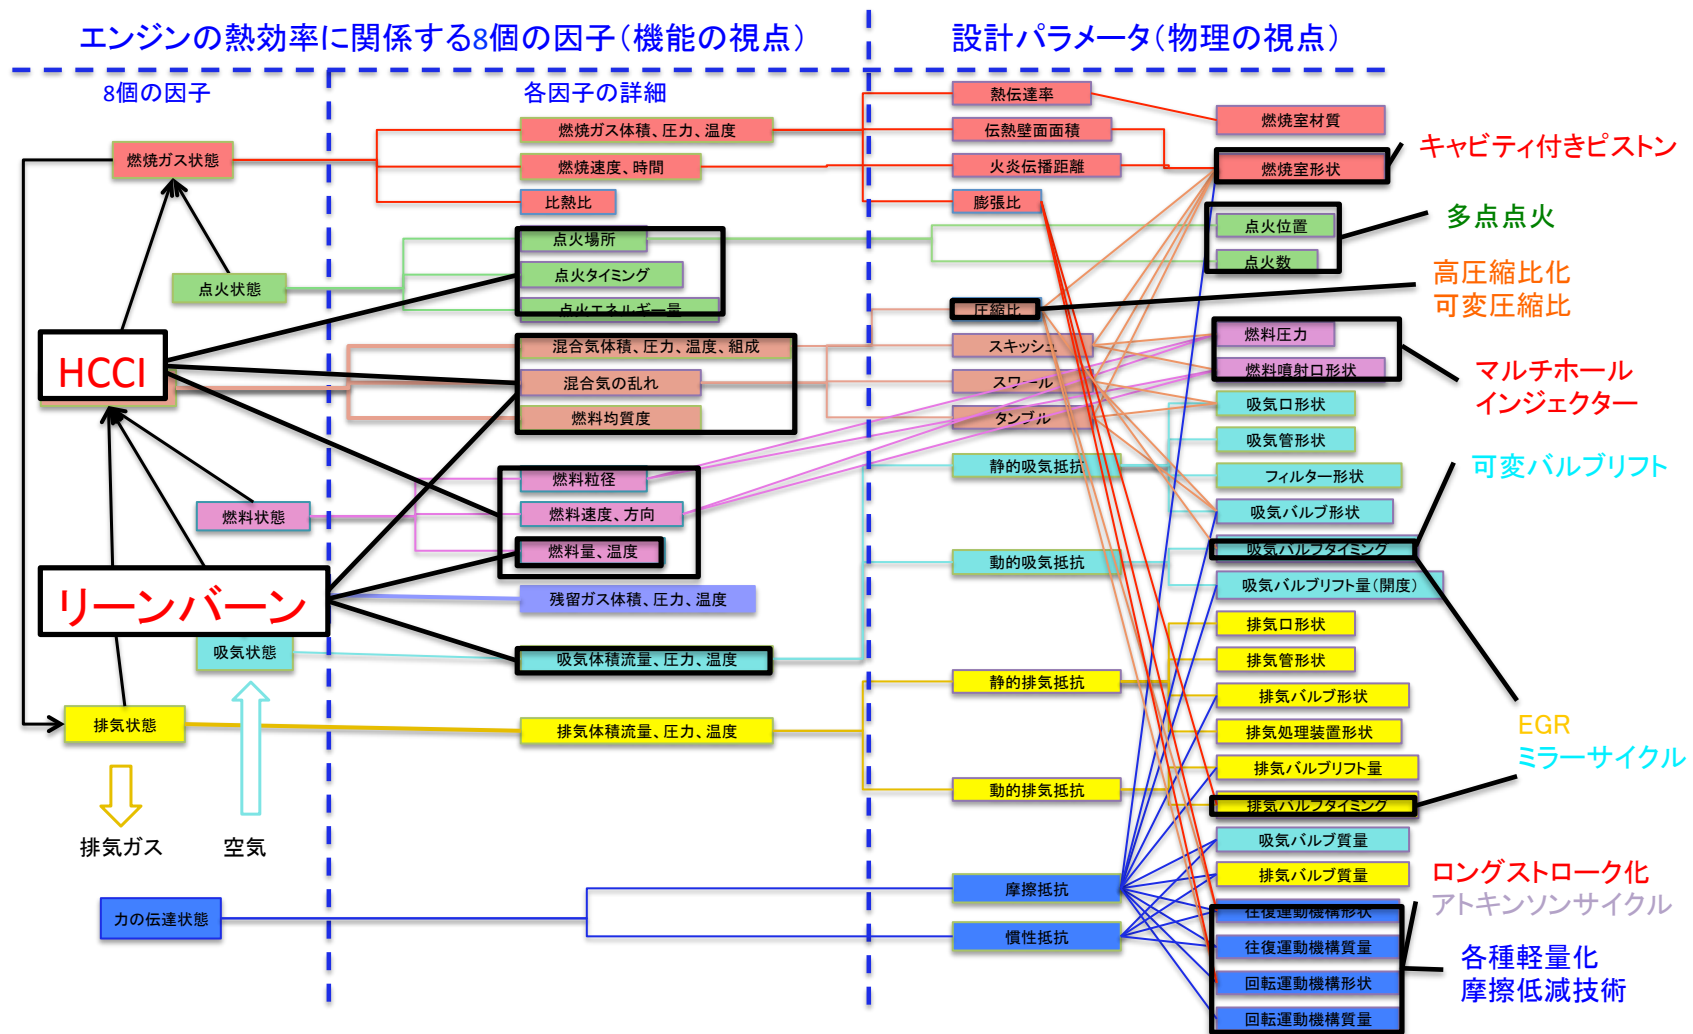 エンジンの熱効率に関係する8個の因子(機能の視点)
設計パラメータ(物理の視点)
8個の因子
各因子の詳細
燃焼ガス状態
点火状態
HCCI
燃料状態
リーンバーン
吸気状態
排気状態
排気ガス
空気
力の伝達状態
燃焼ガス体積、圧力、温度
燃焼速度、時間
比熱比
点火場所
点火タイミング
点火エネルギー量
混合気体積、圧力、温度、組成
混合気の乱れ
燃料均質度
燃料粒径
燃料速度、方向
燃料量、温度
残留ガス体積、圧力、温度
吸気体積流量、圧力、温度
排気体積流量、圧力、温度
熱伝達率
伝熱壁面面積
火炎伝播距離
膨張比
圧縮比
スキッシュ
スワール
タンブル
静的吸気抵抗
動的吸気抵抗
静的排気抵抗
動的排気抵抗
摩擦抵抗
慣性抵抗
燃焼室材質
燃焼室形状
点火位置
点火数
燃料圧力
燃料噴射口形状
吸気口形状
吸気管形状
フィルター形状
吸気バルブ形状
吸気バルブタイミング
吸気バルブリフト量(開度)
排気口形状
排気管形状
排気バルブ形状
排気処理装置形状
排気バルブリフト量
排気バルブタイミング
吸気バルブ質量
排気バルブ質量
往復運動機構形状
往復運動機構質量
回転運動機構形状
回転運動機構質量
キャビティ付きピストン
多点点火
高圧縮比化
可変圧縮比
マルチホール
インジェクター
可変バルブリフト
EGR
ミラーサイクル
ロングストローク化
アトキンソンサイクル
各種軽量化
摩擦低減技術